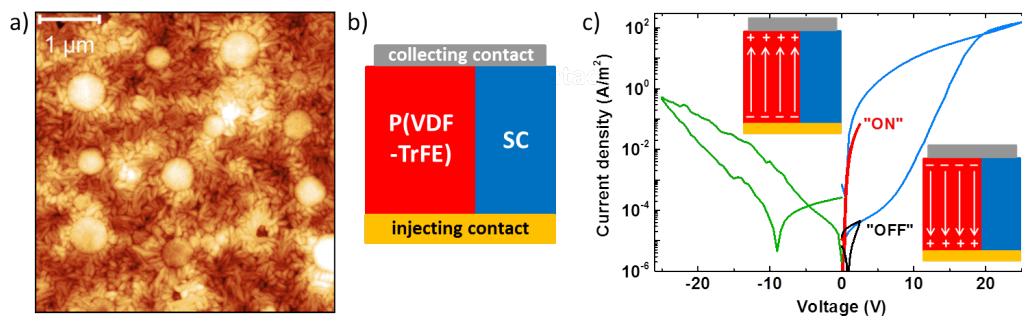 a)
1 µm
b)
collecting contact
P(VDF
-TrFE)
SC
injecting contact
c)
Current density (A/m²)
10²
10⁰
10⁻²
10⁻⁴
10⁻⁶
-20
-10
0
10
20
Voltage (V)
+ + + +
– – – –
"ON"
"OFF"
– – – –
+ + + +